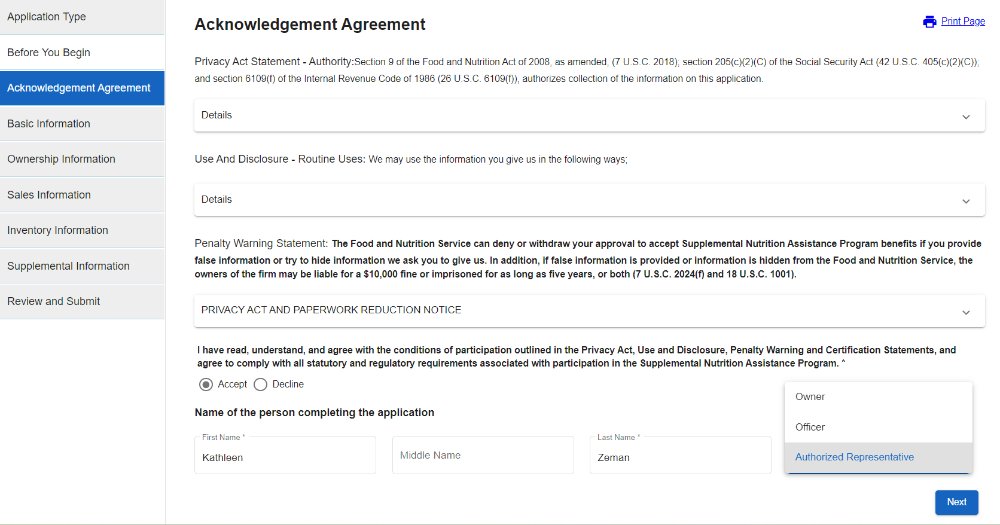 Application Type
Before You Begin
Acknowledgement Agreement
Basic Information
Ownership Information
Sales Information
Inventory Information
Supplemental Information
Review and Submit
Acknowledgement Agreement
Print Page
Privacy Act Statement - Authority:Section 9 of the Food and Nutrition Act of 2008, as amended, (7 U.S.C. 2018); section 205(c)(2)(C) of the Social Security Act (42 U.S.C. 405(c)(2)(C));
and section 6109(f) of the Internal Revenue Code of 1986 (26 U.S.C. 6109(f)), authorizes collection of the information on this application.
Details
Use And Disclosure - Routine Uses: We may use the information you give us in the following ways;
Details
Penalty Warning Statement: The Food and Nutrition Service can deny or withdraw your approval to accept Supplemental Nutrition Assistance Program benefits if you provide
false information or try to hide information we ask you to give us. In addition, if false information is provided or information is hidden from the Food and Nutrition Service, the
owners of the firm may be liable for a $10,000 fine or imprisoned for as long as five years, or both (7 U.S.C. 2024(f) and 18 U.S.C. 1001).
PRIVACY ACT AND PAPERWORK REDUCTION NOTICE
I have read, understand, and agree with the conditions of participation outlined in the Privacy Act, Use and Disclosure, Penalty Warning and Certification Statements, and
agree to comply with all statutory and regulatory requirements associated with participation in the Supplemental Nutrition Assistance Program. *
Accept Decline
Name of the person completing the application
First Name *
Kathleen
Middle Name
Last Name *
Zeman
Owner
Officer
Authorized Representative
Next